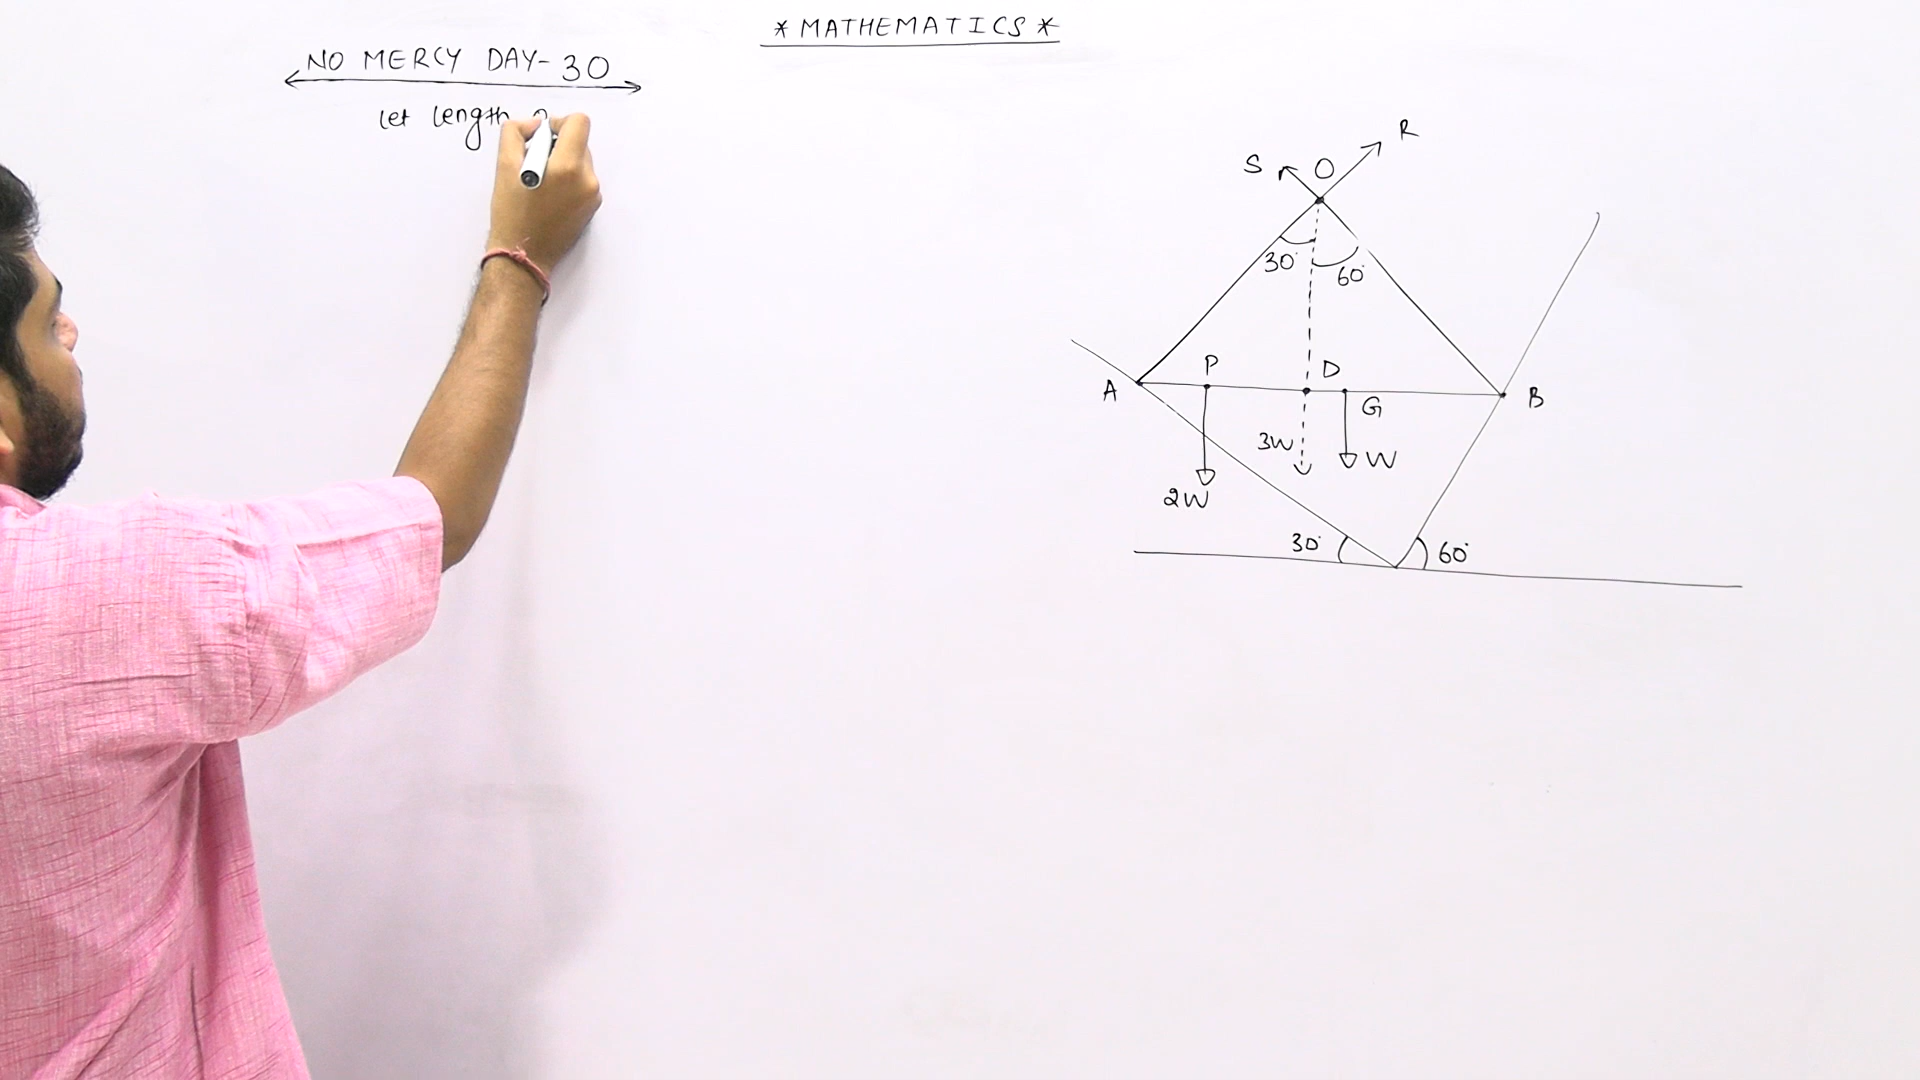 * MATHEMATICS *
NO MERCY DAY- 30
let length
R
S
O
30°
60°
P
D
A
B
G
3W
W
2W
30°
60°